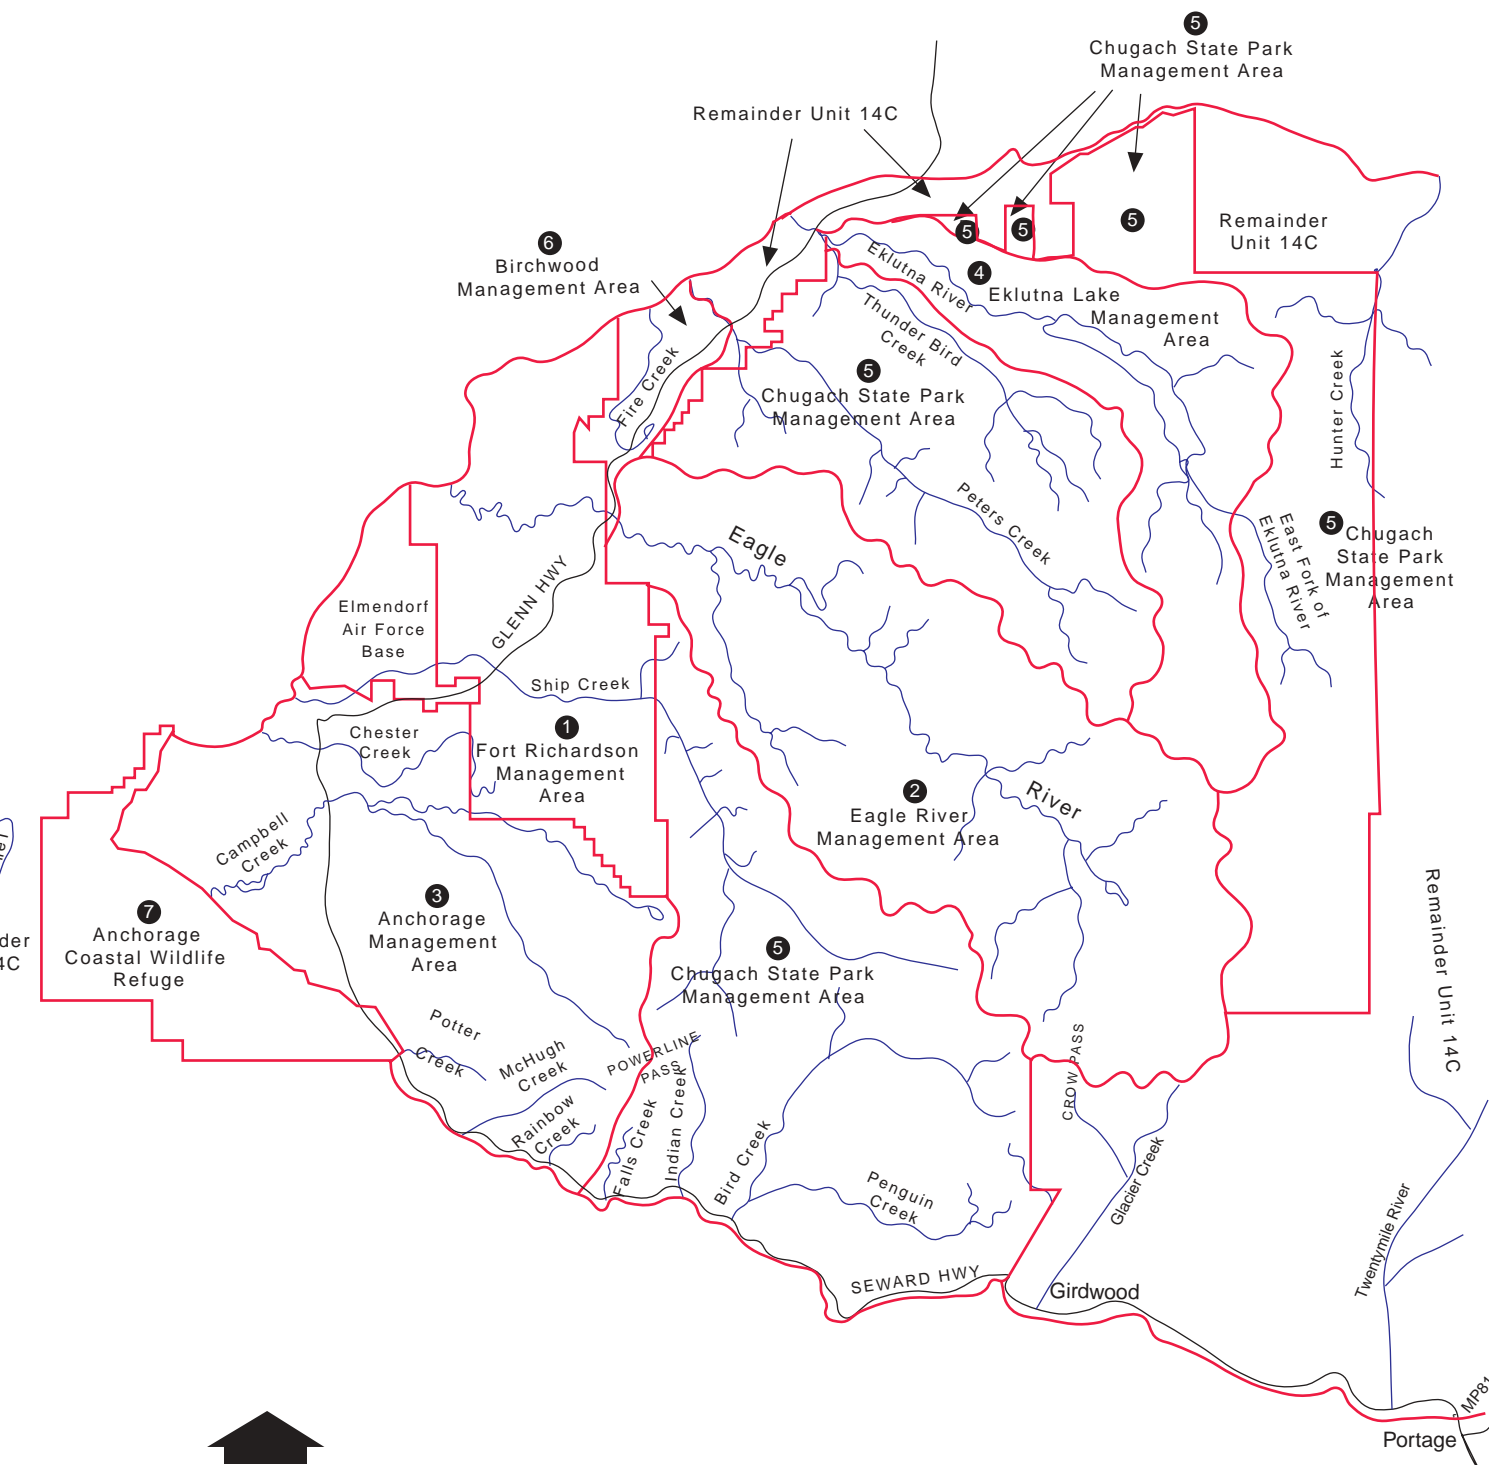 5
Chugach State Park
Management Area
Remainder Unit 14C
5
5
5
Remainder
Unit 14C
6
Birchwood
Management Area
Eklutna River
4
Eklutna Lake
Management
Area
Thunder Bird
Creek
Fire Creek
5
Chugach State Park
Management Area
Hunter Creek
Peters Creek
Eagle
East Fork of
Eklutna River
5
Chugach
State Park
Management
Area
GLENN HWY
Elmendorf
Air Force
Base
Ship Creek
Chester
Creek
1
Fort Richardson
Management
Area
2
Eagle River
Management Area
River
Campbell
Creek
3
Anchorage
Management
Area
7
Anchorage
Coastal Wildlife
Refuge
der
4C
5
Chugach State Park
Management Area
Remainder Unit 14C
Potter
Creek
McHugh
Creek
POWERLINE
PASS
CROW PASS
Rainbow
Creek
Falls Creek
Indian Creek
Bird Creek
Penguin
Creek
Glacier Creek
Twentymile River
SEWARD HWY
Girdwood
MP81
Portage